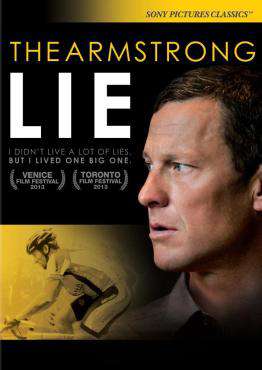 SONY PICTURES CLASSICS™
THE ARMSTRONG
LIE
I DIDN'T LIVE A LOT OF LIES.
BUT I LIVED ONE BIG ONE.
VENICE
FILM FESTIVAL
2013
TORONTO
FILM FESTIVAL
2013